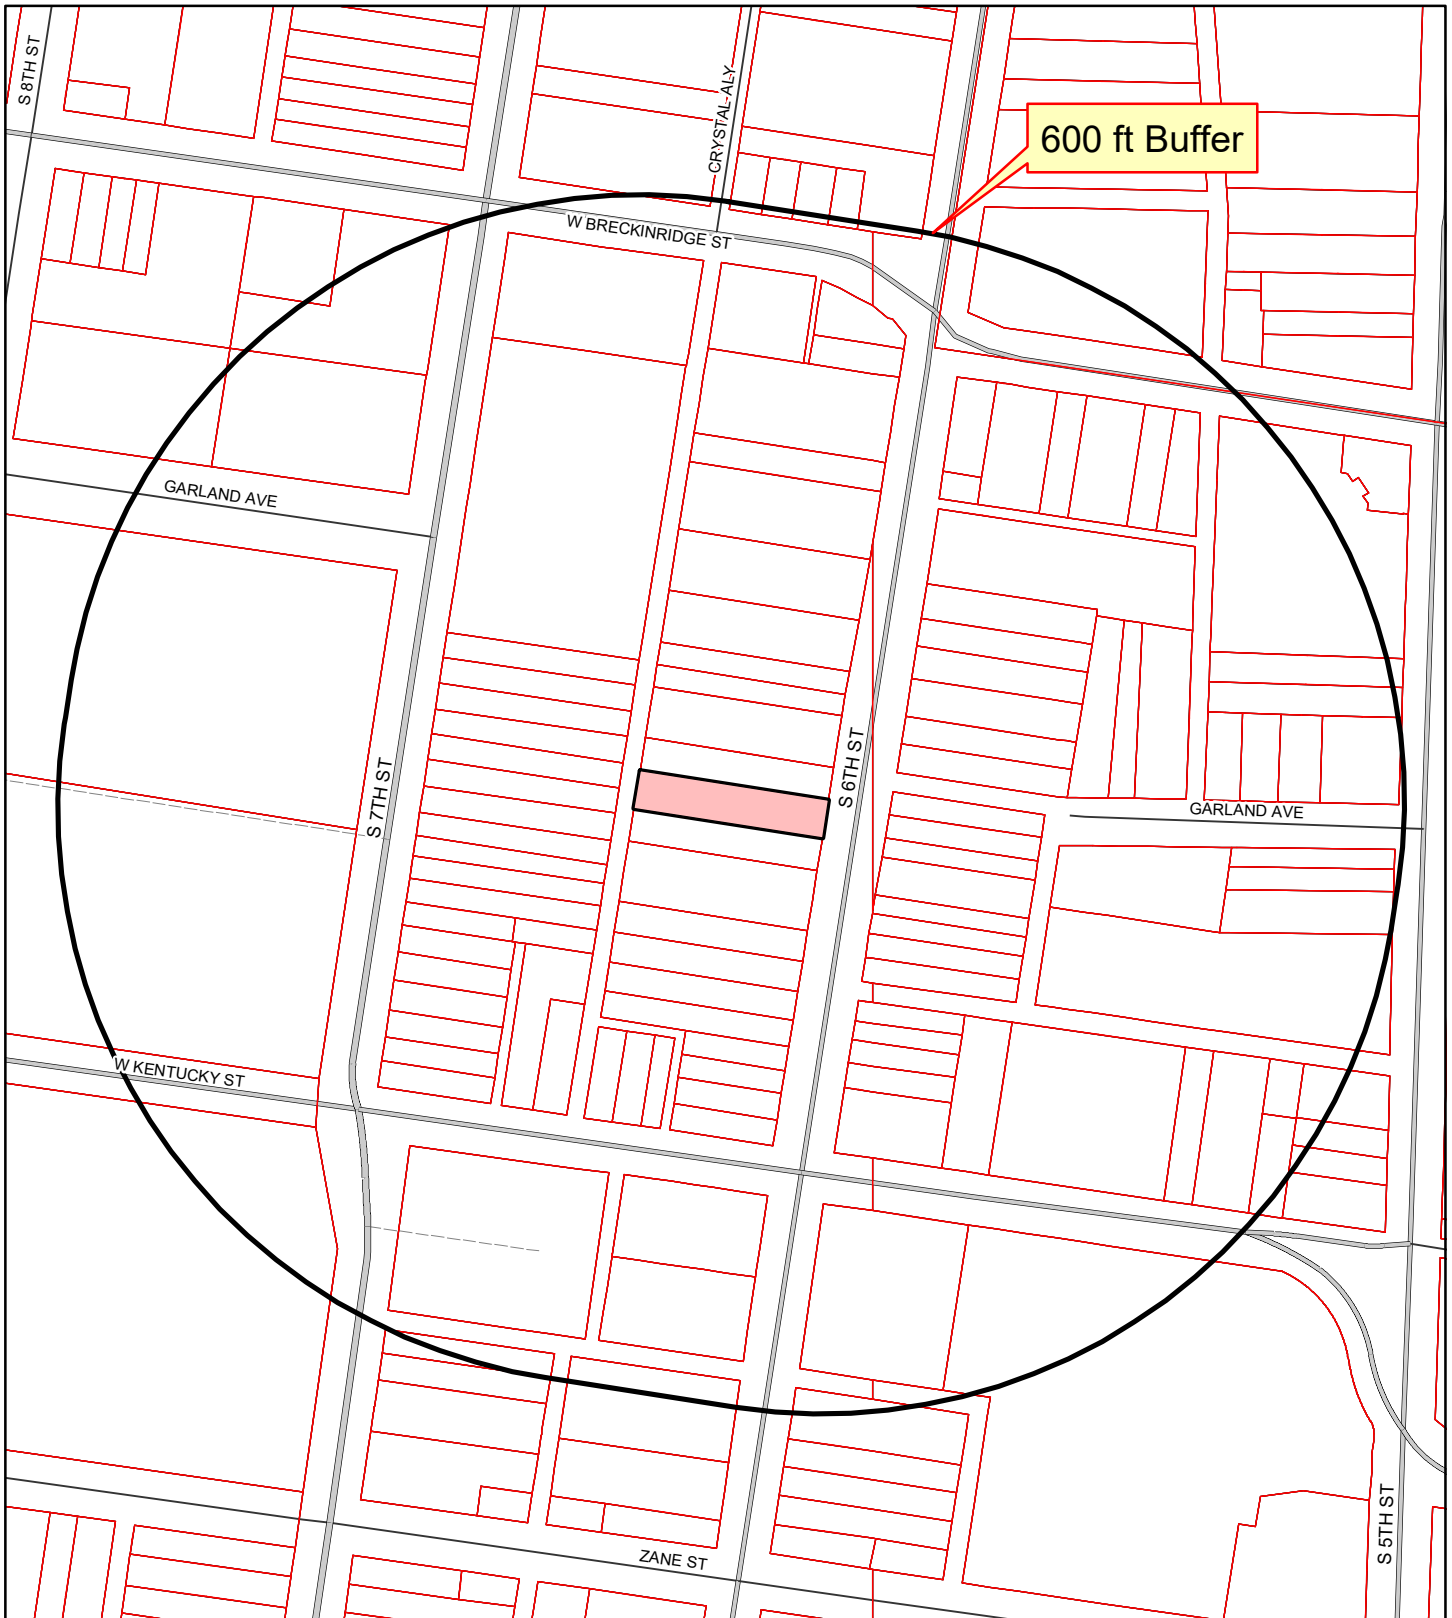 S 8TH ST
CRYSTAL ALY
600 ft Buffer
W BRECKINRIDGE ST
GARLAND AVE
S 7TH ST
S 6TH ST
GARLAND AVE
W KENTUCKY ST
S 5TH ST
ZANE ST